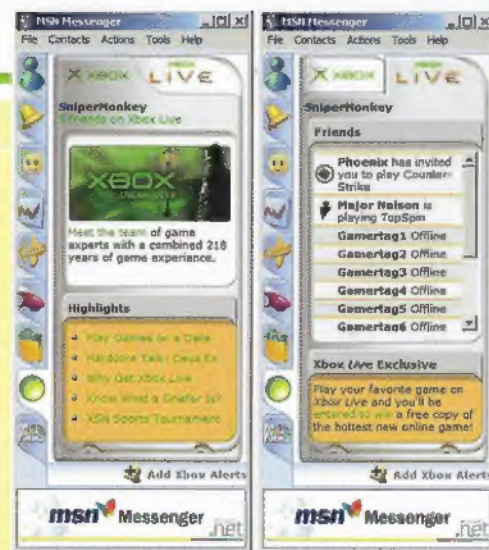 MSN Messenger
File Contacts Actions Tools Help
XBOX
XBOX
LIVE
SniperMonkey
5 friends on Xbox Live
XBOX
Meet the team of game
experts with a combined 216
years of game experience.
Highlights
Play Games on a Date
Hardcore Talk: Deus Ex
Why Get Xbox Live
Know What a Griefer Is?
XSN Sports Tournament
Add Xbox Alerts
msn Messenger
.net
MSN Messenger
File Contacts Actions Tools Help
XBOX
LIVE
SniperMonkey
Friends
Phoenix has invited
you to play Counter-
Strike
Major Nelson is
playing TopSpin
Gamertag1 Offline
Gamertag2 Offline
Gamertag3 Offline
Gamertag4 Offline
Gamertag5 Offline
Gamertag6 Offline
Xbox Live Exclusive
Play your favorite game on
Xbox Live and you'll be
entered to win a free copy of
the hottest new online game!
Add Xbox Alerts
msn Messenger
.net